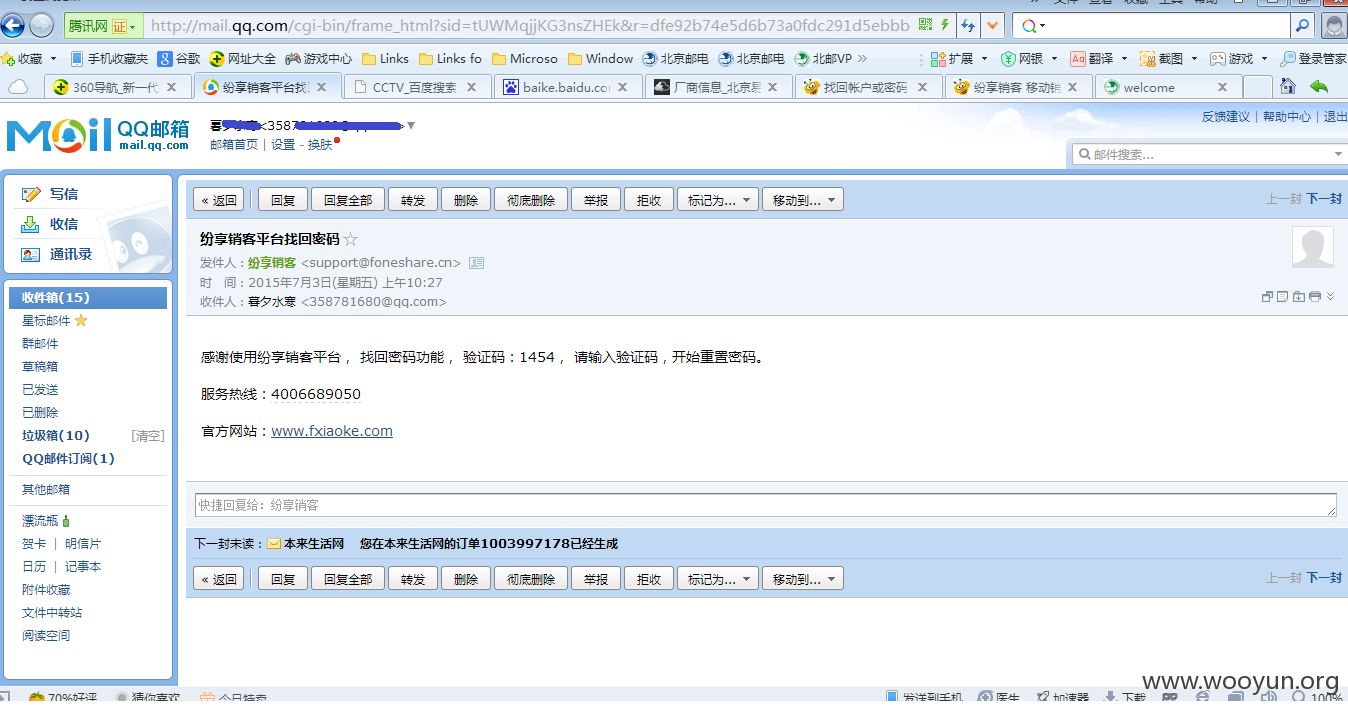 文件 查看 收藏 工具 帮助
腾讯网 证 http://mail.qq.com/cgi-bin/frame_html?sid=tUWMqjjKG3nsZHEk&r=dfe92b74e5d6b73a0fdc291d5ebbb
收藏 手机收藏夹 谷歌 网址大全 游戏中心 Links Links fo Microso Window 北京邮电 北京邮电 北邮VP » 扩展 网银 翻译 截图 游戏 登录管家
360导航_新一代 纷享销客平台找 CCTV_百度搜索 baike.baidu.co 厂商信息_北京星 找回帐户或密码 纷享销客 移动销 welcome
Mail QQ邮箱 mail.qq.com
反馈建议 | 帮助中心 | 退出
邮箱首页 | 设置 - 换肤
邮件搜索...
写信
收信
通讯录
收件箱(15)
星标邮件
群邮件
草稿箱
已发送
已删除
垃圾箱(10) [清空]
QQ邮件订阅(1)
其他邮箱
漂流瓶
贺卡 | 明信片
日历 | 记事本
附件收藏
文件中转站
阅读空间
« 返回 回复 回复全部 转发 删除 彻底删除 举报 拒收 标记为... 移动到... 上一封 下一封
纷享销客平台找回密码
发件人：纷享销客 <support@foneshare.cn>
时 间：2015年7月3日(星期五) 上午10:27
收件人：暮夕水寒 <358781680@qq.com>
感谢使用纷享销客平台， 找回密码功能， 验证码：1454， 请输入验证码，开始重置密码。
服务热线：4006689050
官方网站：www.fxiaoke.com
快捷回复给：纷享销客
下一封未读： 本来生活网 您在本来生活网的订单1003997178已经生成
« 返回 回复 回复全部 转发 删除 彻底删除 举报 拒收 标记为... 移动到... 上一封 下一封
www.wooyun.org
70%好评 猜你喜欢 今日特卖 发送到手机 医生 加速器 下载 100%